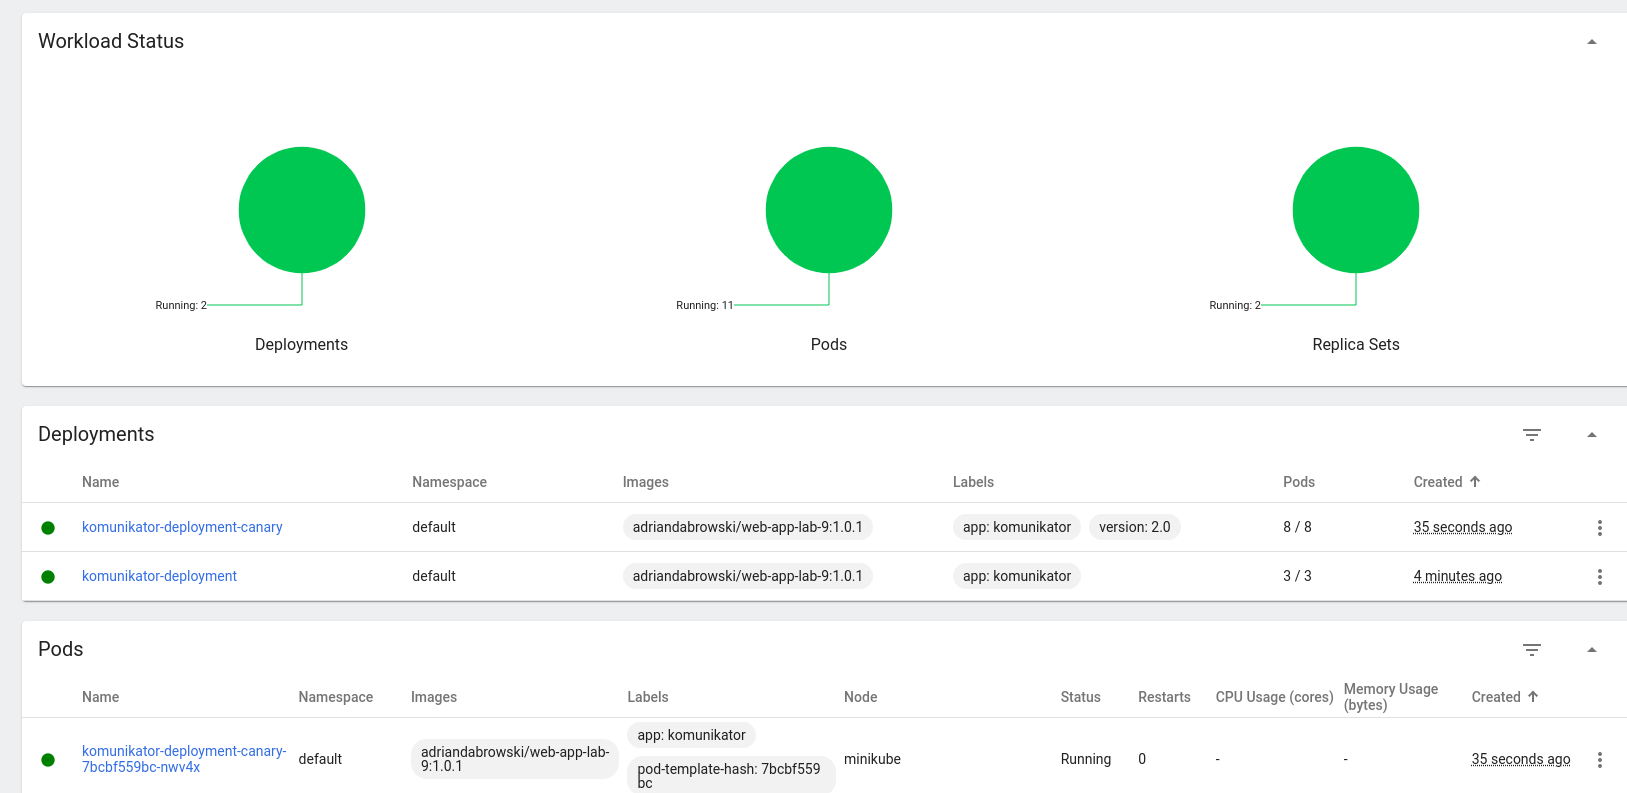 Workload Status
Running: 2
Running: 11
Running: 2
Deployments
Pods
Replica Sets
Deployments
Name Namespace Images Labels Pods Created
komunikator-deployment-canary default adriandabrowski/web-app-lab-9:1.0.1 app: komunikator version: 2.0 8 / 8 35 seconds ago
komunikator-deployment default adriandabrowski/web-app-lab-9:1.0.1 app: komunikator 3 / 3 4 minutes ago
Pods
Name Namespace Images Labels Node Status Restarts CPU Usage (cores) Memory Usage
(bytes) Created
app: komunikator
komunikator-deployment-canary-
7bcbf559bc-nwv4x
default
adriandabrowski/web-app-lab-
9:1.0.1
pod-template-hash: 7bcbf559
bc
minikube
Running
0
-
-
35 seconds ago